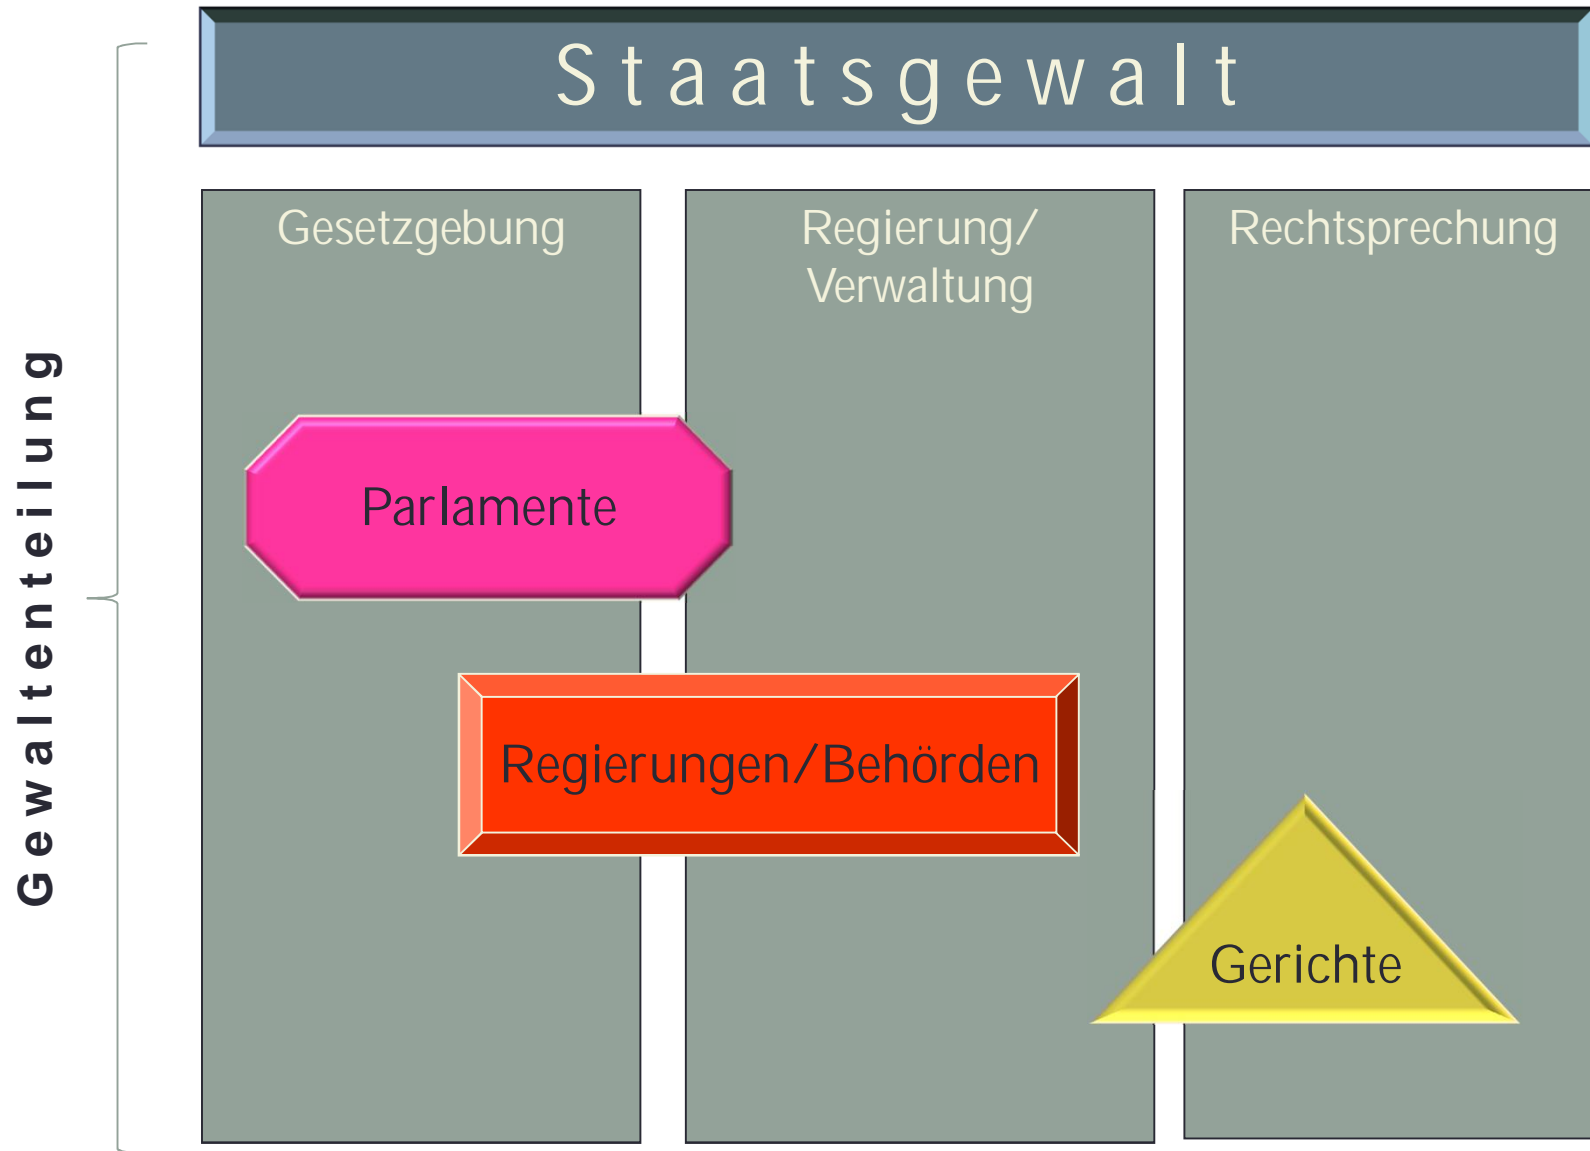 Staatsgewalt
Gewaltenteilung
Gesetzgebung
Regierung/
Verwaltung
Rechtsprechung
Parlamente
Regierungen/Behörden
Gerichte